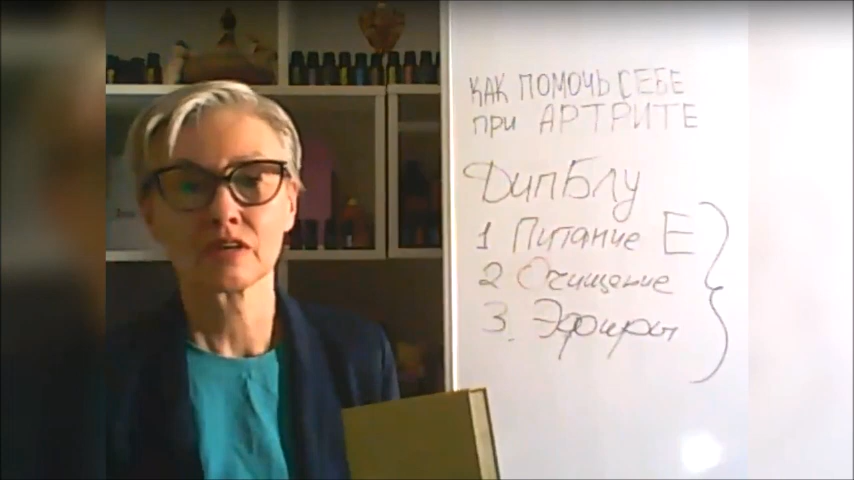 КАК ПОМОЧЬ СЕБЕ
при АРТРИТЕ
ДипБлу
1 Питание Е
2 Очищение
3. Эфиры